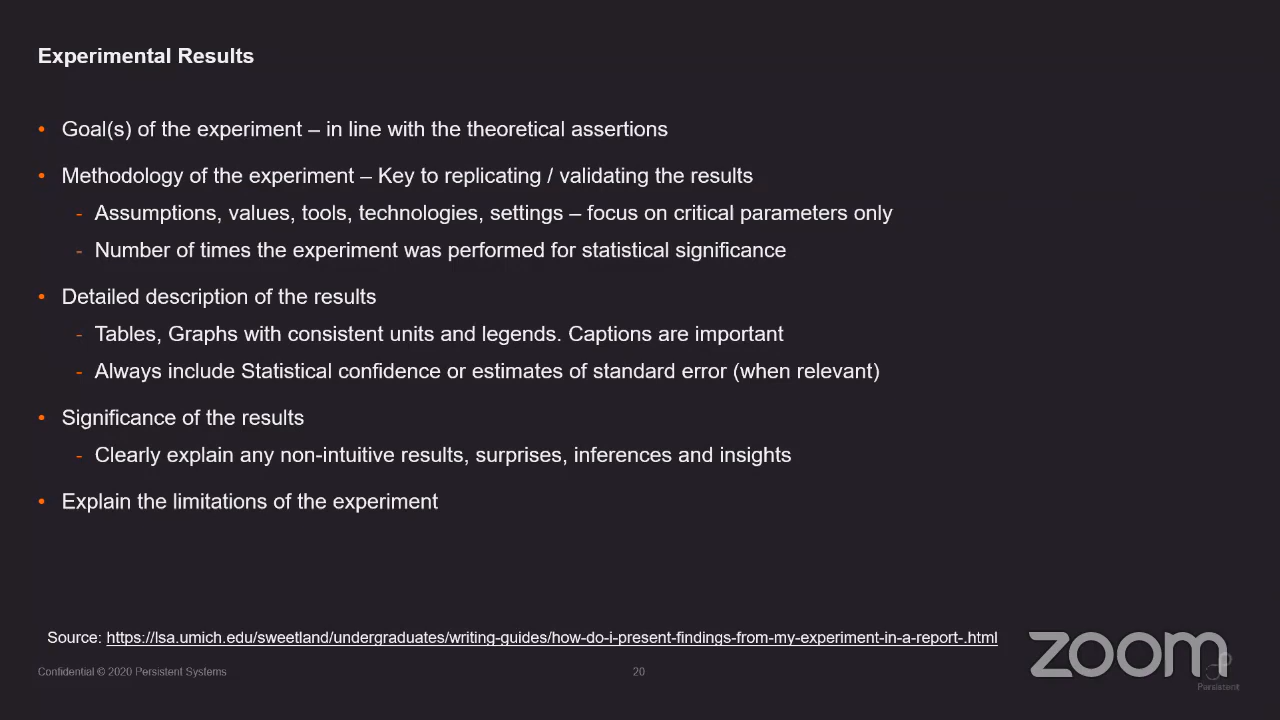 Experimental Results
• Goal(s) of the experiment – in line with the theoretical assertions
• Methodology of the experiment – Key to replicating / validating the results
- Assumptions, values, tools, technologies, settings – focus on critical parameters only
- Number of times the experiment was performed for statistical significance
• Detailed description of the results
- Tables, Graphs with consistent units and legends. Captions are important
- Always include Statistical confidence or estimates of standard error (when relevant)
• Significance of the results
- Clearly explain any non-intuitive results, surprises, inferences and insights
• Explain the limitations of the experiment
Source: https://lsa.umich.edu/sweetland/undergraduates/writing-guides/how-do-i-present-findings-from-my-experiment-in-a-report-.html
Confidential © 2020 Persistent Systems
20
zoom
Persistent